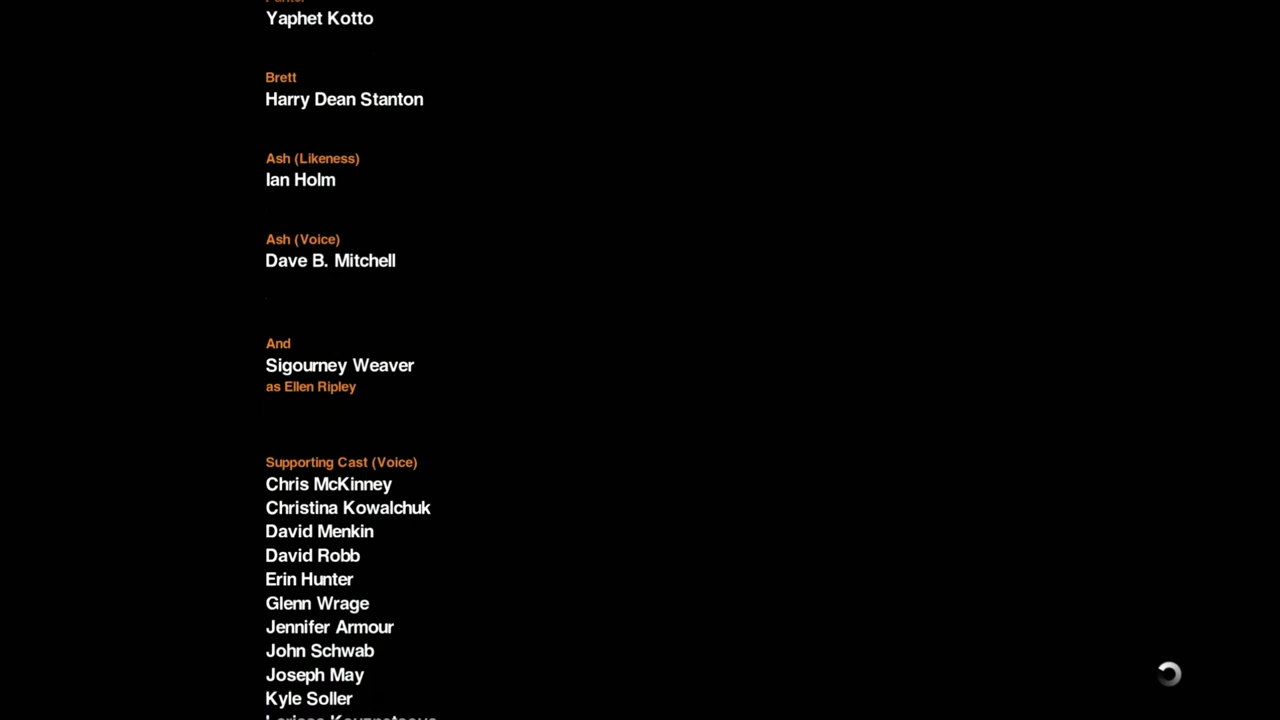 Yaphet Kotto
Brett
Harry Dean Stanton
Ash (Likeness)
Ian Holm
Ash (Voice)
Dave B. Mitchell
And
Sigourney Weaver
as Ellen Ripley
Supporting Cast (Voice)
Chris McKinney
Christina Kowalchuk
David Menkin
David Robb
Erin Hunter
Glenn Wrage
Jennifer Armour
John Schwab
Joseph May
Kyle Soller